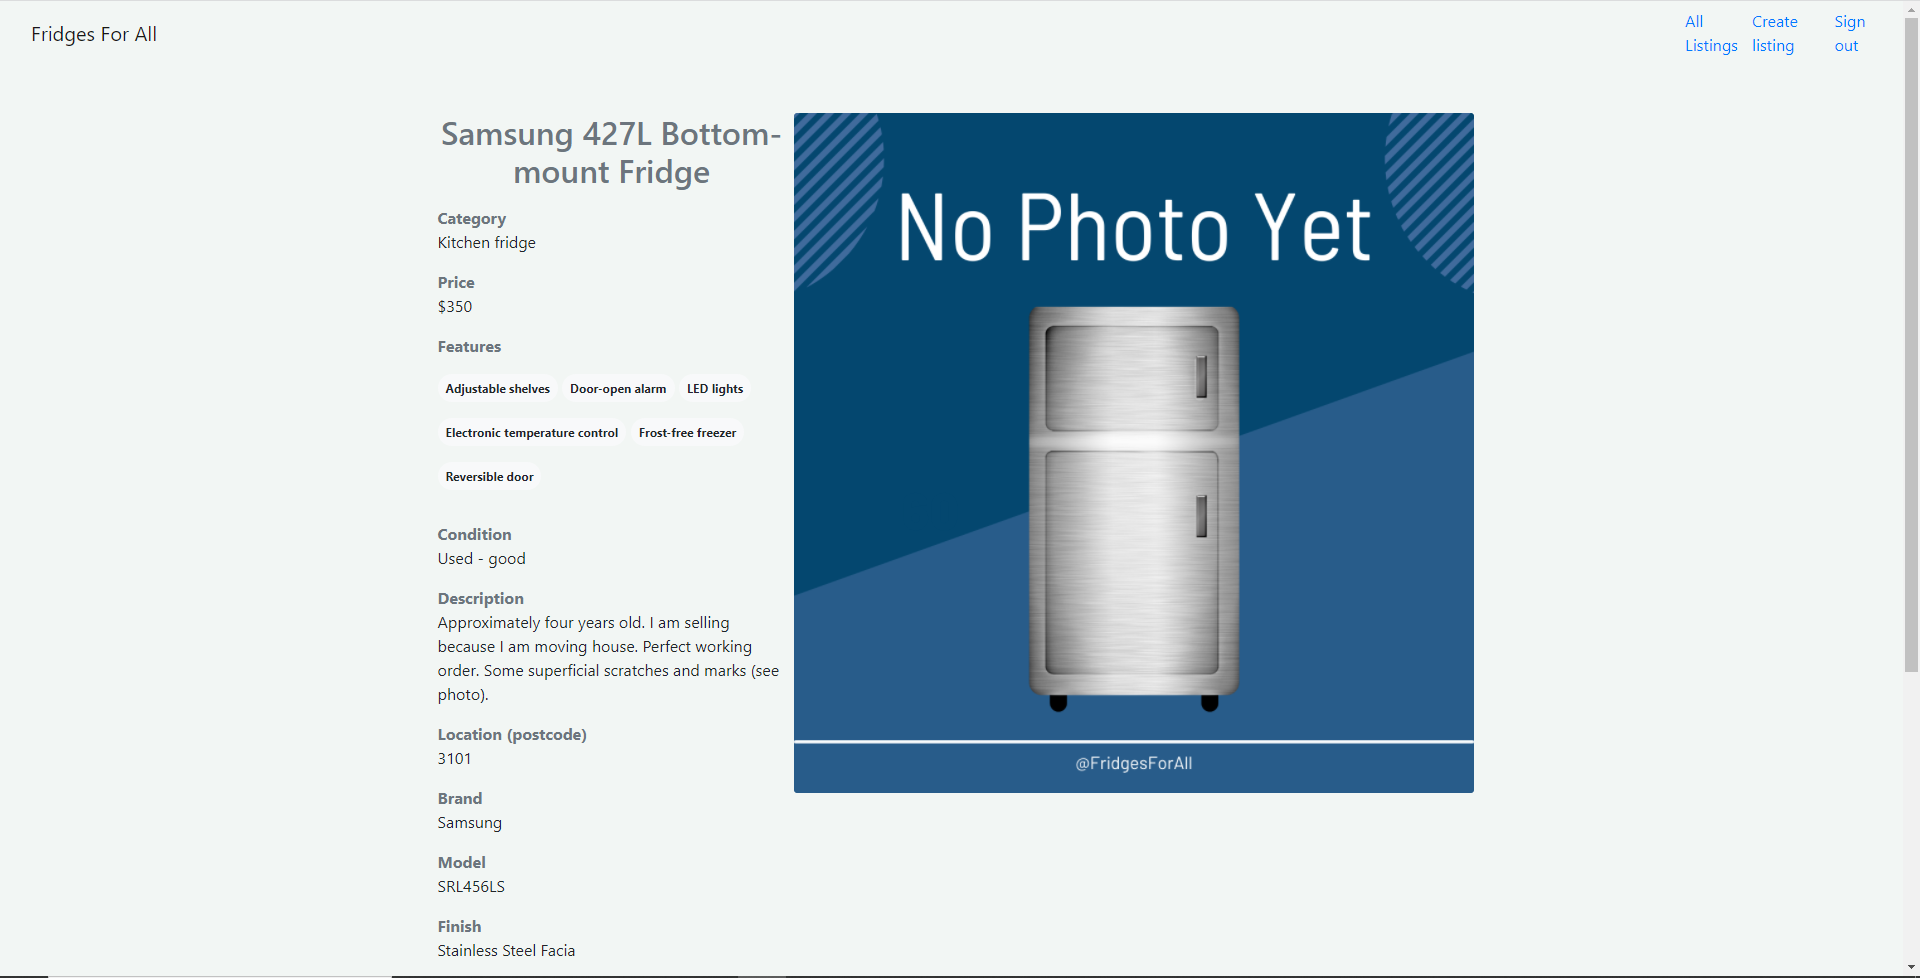 Fridges For All
All
Listings
Create
listing
Sign
out
Samsung 427L Bottom-
mount Fridge
Category
Kitchen fridge
Price
$350
Features
Adjustable shelves Door-open alarm LED lights
Electronic temperature control Frost-free freezer
Reversible door
Condition
Used - good
Description
Approximately four years old. I am selling
because I am moving house. Perfect working
order. Some superficial scratches and marks (see
photo).
Location (postcode)
3101
Brand
Samsung
Model
SRL456LS
Finish
Stainless Steel Facia
No Photo Yet
@FridgesForAll